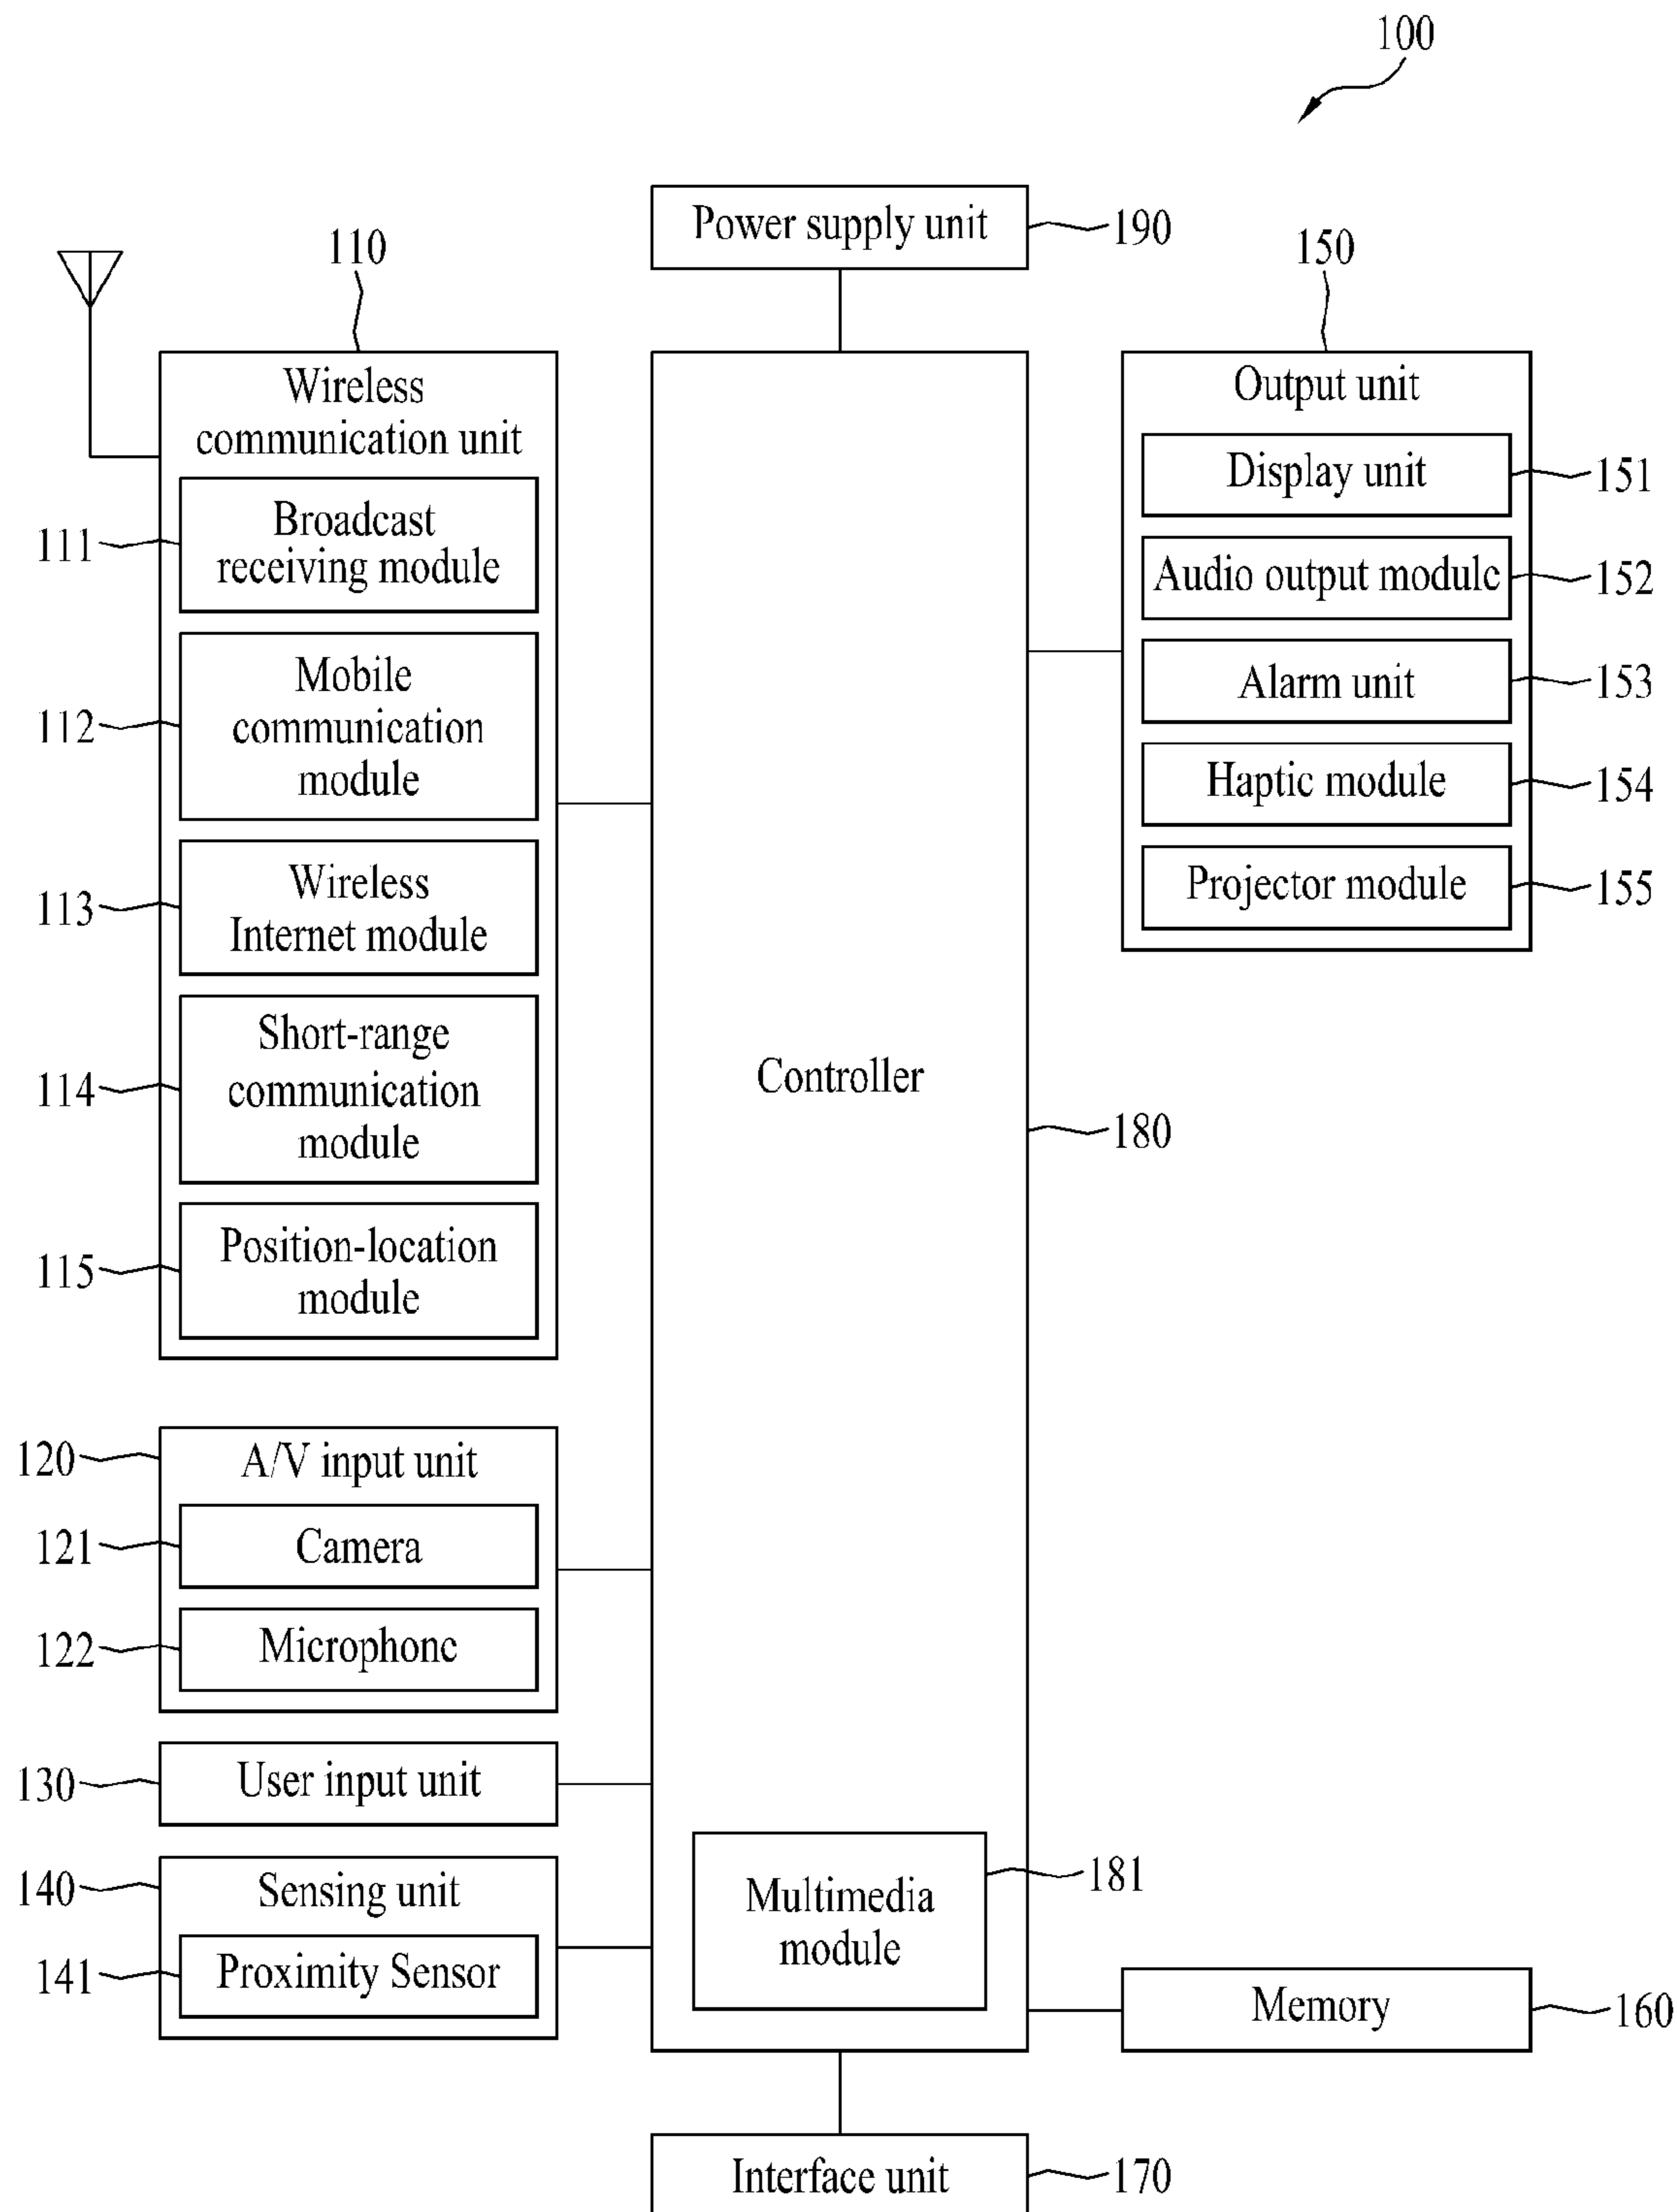 100
Power supply unit
190
110
150
Wireless
communication unit
Broadcast
receiving module
111
Mobile
communication
module
112
Wireless
Internet module
113
Short-range
communication
module
114
Position-location
module
115
Output unit
Display unit
151
Audio output module
152
Alarm unit
153
Haptic module
154
Projector module
155
Controller
180
120
A/V input unit
121
Camera
122
Microphone
130
User input unit
140
Sensing unit
141
Proximity Sensor
Multimedia
module
181
Memory
160
Interface unit
170